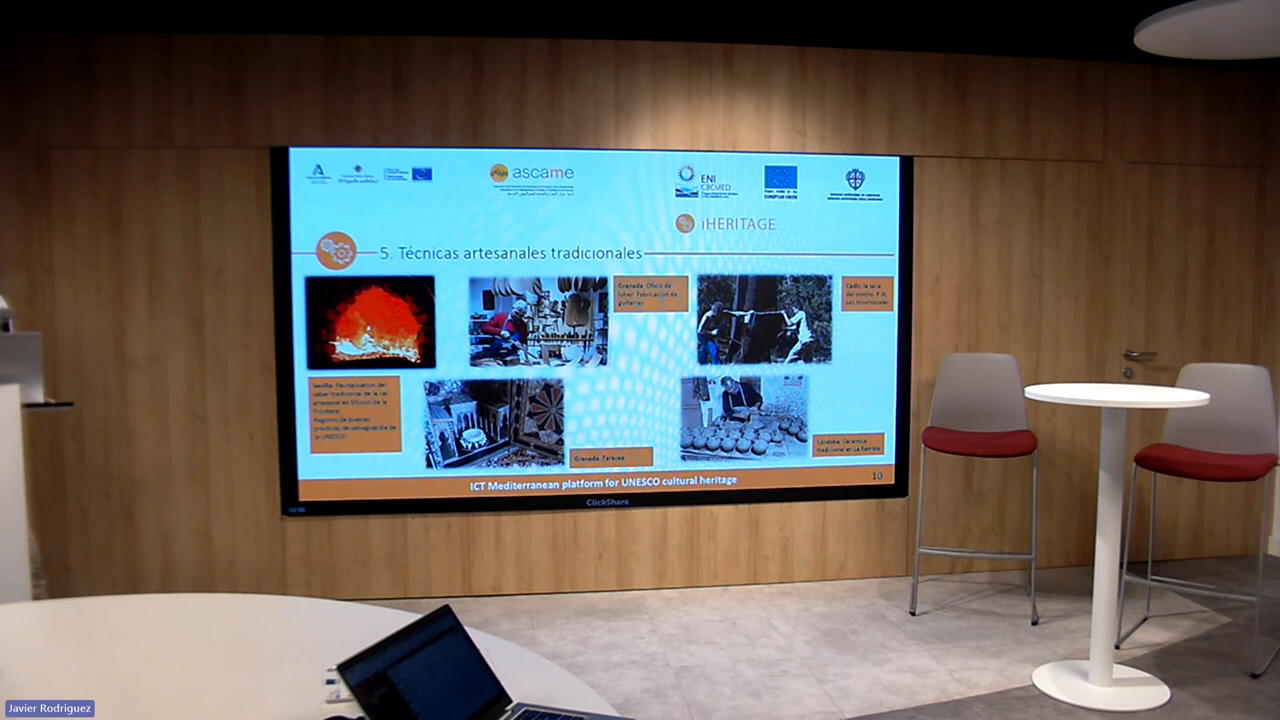 ascame
ENI
CBCMED
EUROPEAN UNION
iHERITAGE
5. Técnicas artesanales tradicionales
Granada: Oficio de
luter. Fabricación de
guitarras
Cádiz: la saca
del corcho. P.N.
Los Alcornocales
Sevilla: Revitalización del
saber tradicional de la cal
artesanal en Morón de la
Frontera.
Registro de buenas
prácticas de salvaguardia de
la UNESCO
Granada: Taracea
Córdoba: Cerámica
tradicional en La Rambla
ICT Mediterranean platform for UNESCO cultural heritage
10
ClickShare
Javier Rodriguez